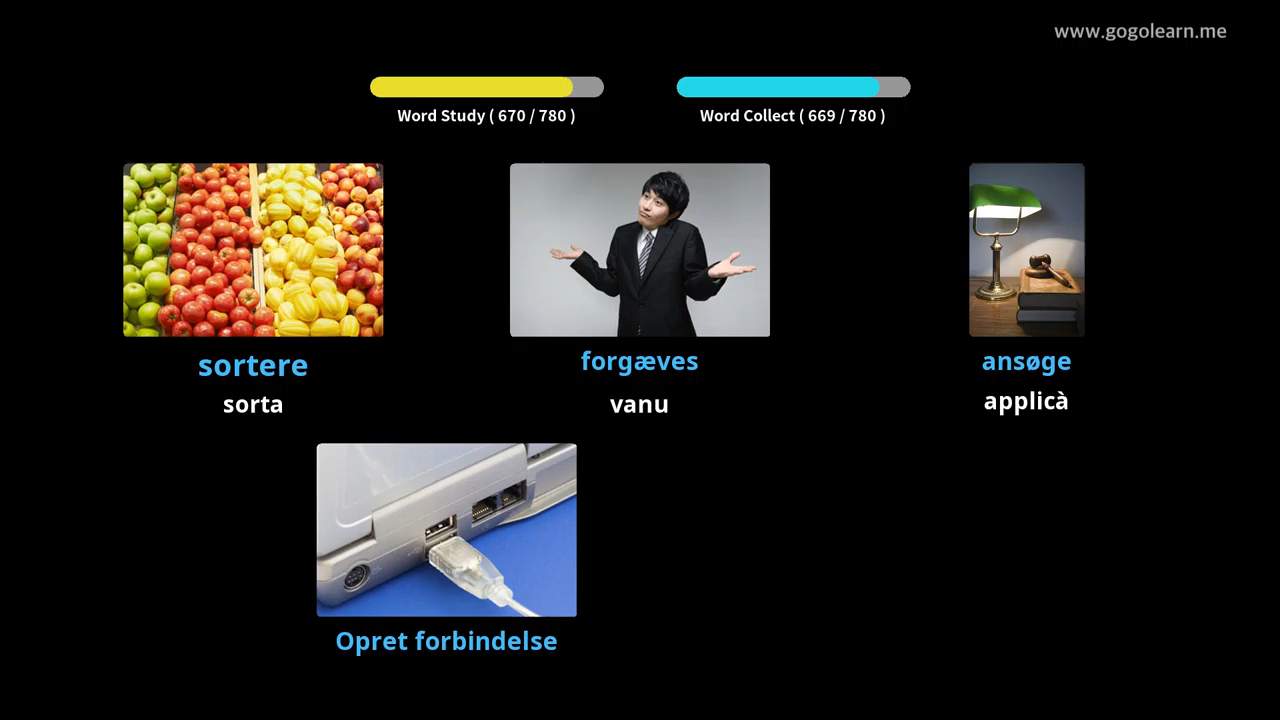 www.gogolearn.me
Word Study ( 670 / 780 )
Word Collect ( 669 / 780 )
sortere
sorta
forgæves
vanu
ansøge
applicà
Opret forbindelse